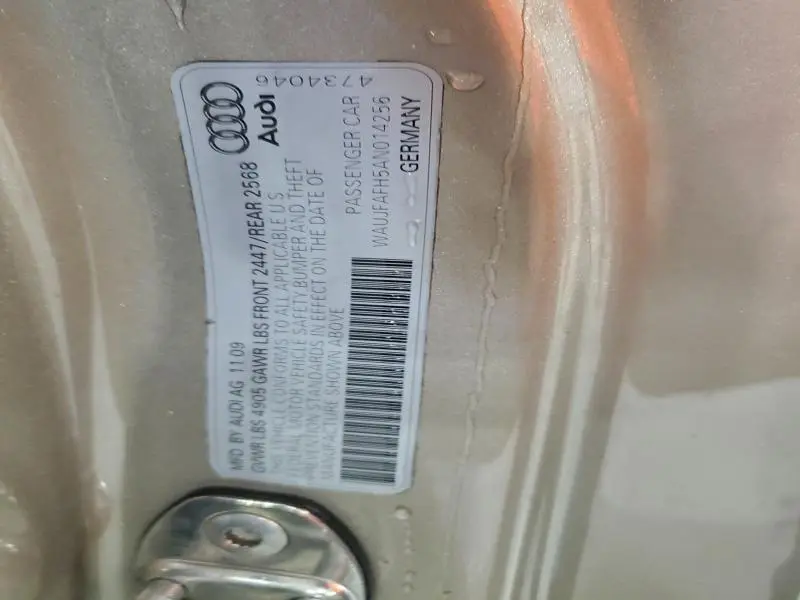 MFD BY AUDI AG 11 09
GVWR LBS 4905 GAWR LBS FRONT 2447/REAR 2568
THIS VEHICLE CONFORMS TO ALL APPLICABLE U S
FEDERAL MOTOR VEHICLE SAFETY BUMPER AND THEFT
PREVENTION STANDARDS IN EFFECT ON THE DATE OF
MANUFACTURE SHOWN ABOVE
PASSENGER CAR
WAUJFAFH5AN014256
GERMANY
Audi
4734046